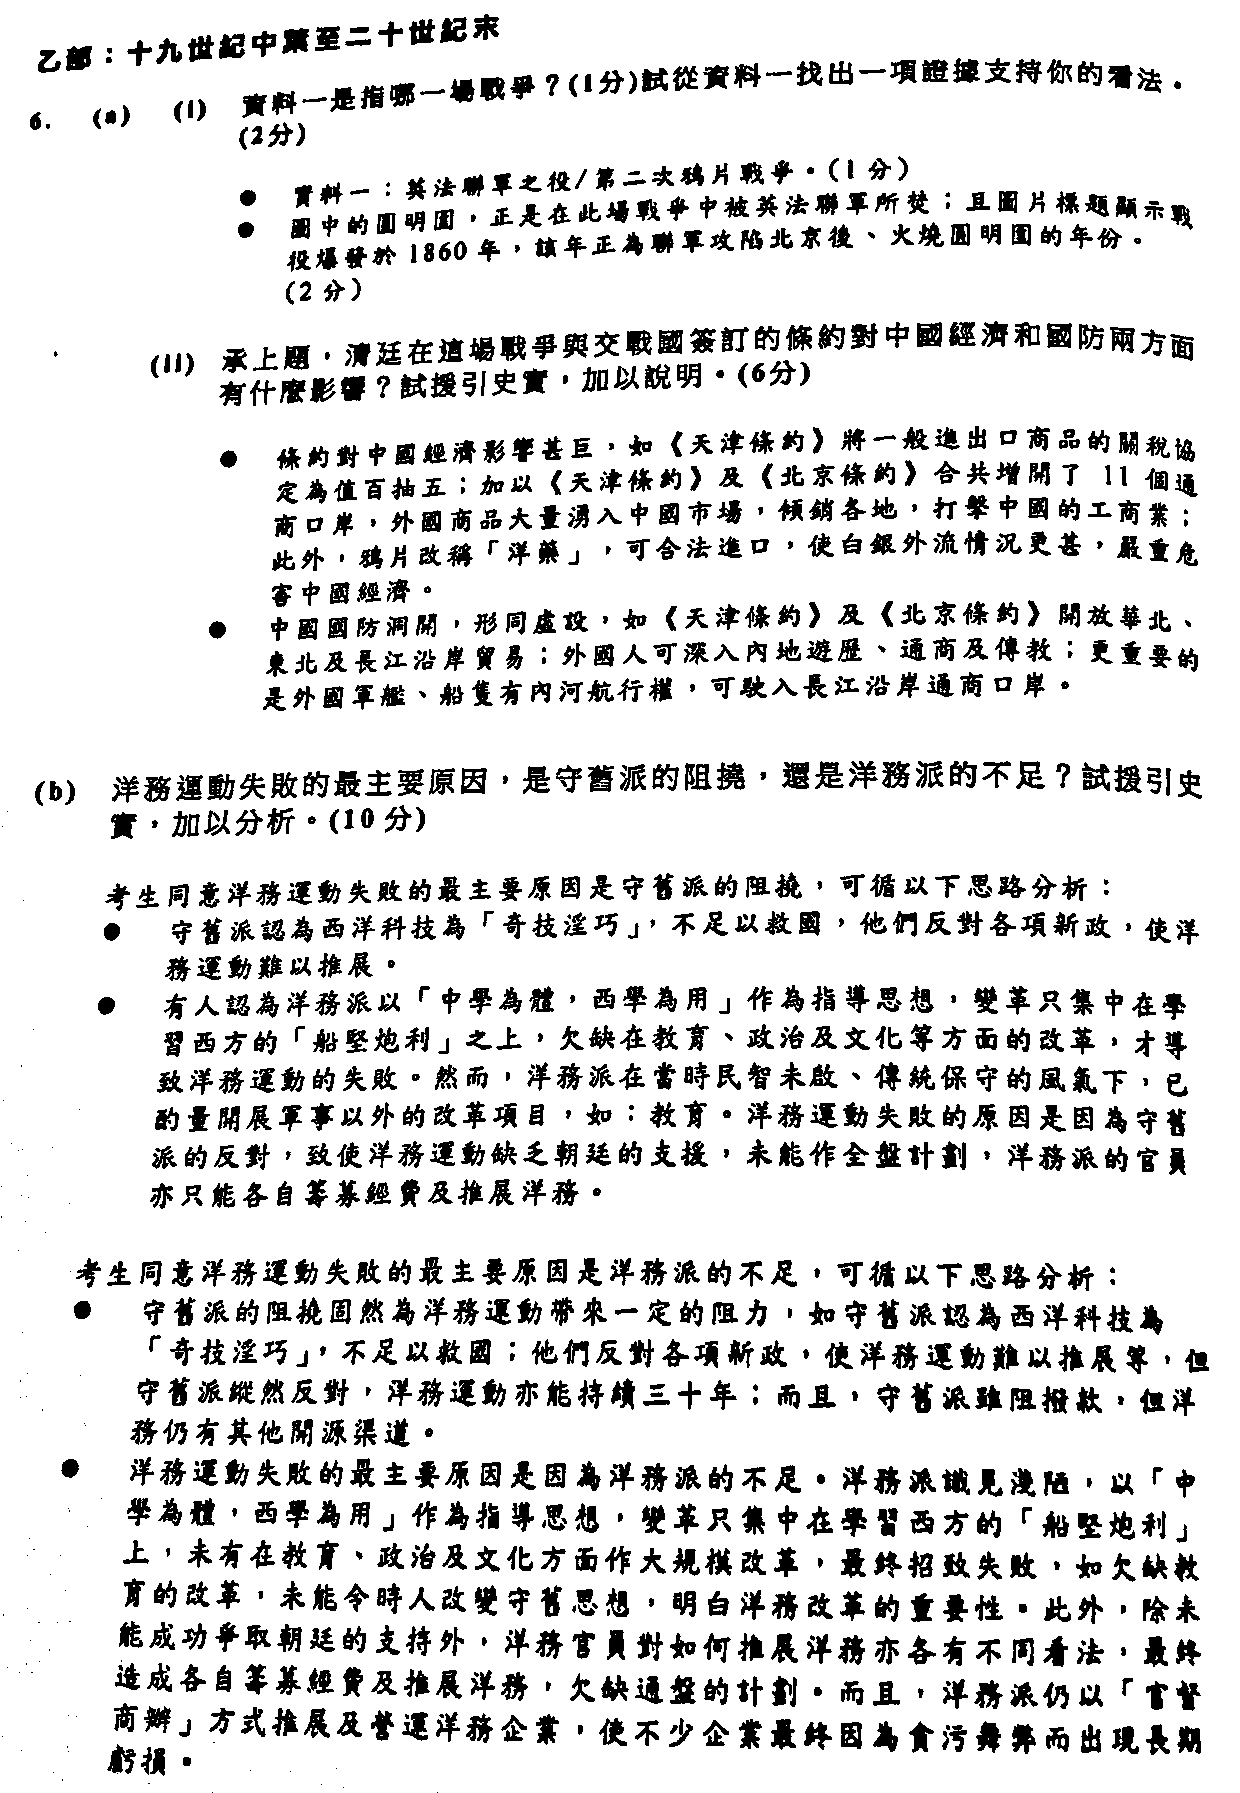 乙部：十九世紀中葉至二十世紀末
6. (a) (i) 資料一是指哪一場戰爭？(1分)試從資料一找出一項證據支持你的看法。
(2分)
● 資料一：英法聯軍之役/第二次鴉片戰爭。(1 分)
● 圖中的圓明園，正是在此場戰爭中被英法聯軍所焚；且圖片標題顯示戰
役爆發於 1860 年，該年正為聯軍攻陷北京後、火燒圓明園的年份。
(2 分)
(ii) 承上題，清廷在這場戰爭與交戰國簽訂的條約對中國經濟和國防兩方面
有什麼影響？試援引史實，加以說明。(6分)
● 條約對中國經濟影響甚巨，如《天津條約》將一般進出口商品的關稅協
定為值百抽五；加以《天津條約》及《北京條約》合共增開了 11 個通
商口岸，外國商品大量湧入中國市場，傾銷各地，打擊中國的工商業；
此外，鴉片改稱「洋藥」，可合法進口，使白銀外流情況更甚，嚴重危
害中國經濟。
● 中國國防洞開，形同虛設，如《天津條約》及《北京條約》開放華北、
東北及長江沿岸貿易；外國人可深入內地遊歷、通商及傳教；更重要的
是外國軍艦、船隻有內河航行權，可駛入長江沿岸通商口岸。
(b) 洋務運動失敗的最主要原因，是守舊派的阻撓，還是洋務派的不足？試援引史
實，加以分析。(10 分)
考生同意洋務運動失敗的最主要原因是守舊派的阻撓，可循以下思路分析：
● 守舊派認為西洋科技為「奇技淫巧」，不足以救國，他們反對各項新政，使洋
務運動難以推展。
● 有人認為洋務派以「中學為體，西學為用」作為指導思想，變革只集中在學
習西方的「船堅炮利」之上，欠缺在教育、政治及文化等方面的改革，才導
致洋務運動的失敗。然而，洋務派在當時民智未啟、傳統保守的風氣下，已
酌量開展軍事以外的改革項目，如：教育。洋務運動失敗的原因是因為守舊
派的反對，致使洋務運動缺乏朝廷的支援，未能作全盤計劃，洋務派的官員
亦只能各自籌募經費及推展洋務。
考生同意洋務運動失敗的最主要原因是洋務派的不足，可循以下思路分析：
● 守舊派的阻撓固然為洋務運動帶來一定的阻力，如守舊派認為西洋科技為
「奇技淫巧」，不足以救國；他們反對各項新政，使洋務運動難以推展等，但
守舊派縱然反對，洋務運動亦能持續三十年；而且，守舊派雖阻撥款，但洋
務仍有其他開源渠道。
● 洋務運動失敗的最主要原因是因為洋務派的不足。洋務派識見淺陋，以「中
學為體，西學為用」作為指導思想，變革只集中在學習西方的「船堅炮利」
上，未有在教育、政治及文化方面作大規模改革，最終招致失敗，如欠缺教
育的改革，未能令時人改變守舊思想，明白洋務改革的重要性。此外，除未
能成功爭取朝廷的支持外，洋務官員對如何推展洋務亦各有不同看法，最終
造成各自籌募經費及推展洋務，欠缺通盤的計劃。而且，洋務派仍以「官督
商辦」方式推展及營運洋務企業，使不少企業最終因為貪污舞弊而出現長期
虧損。